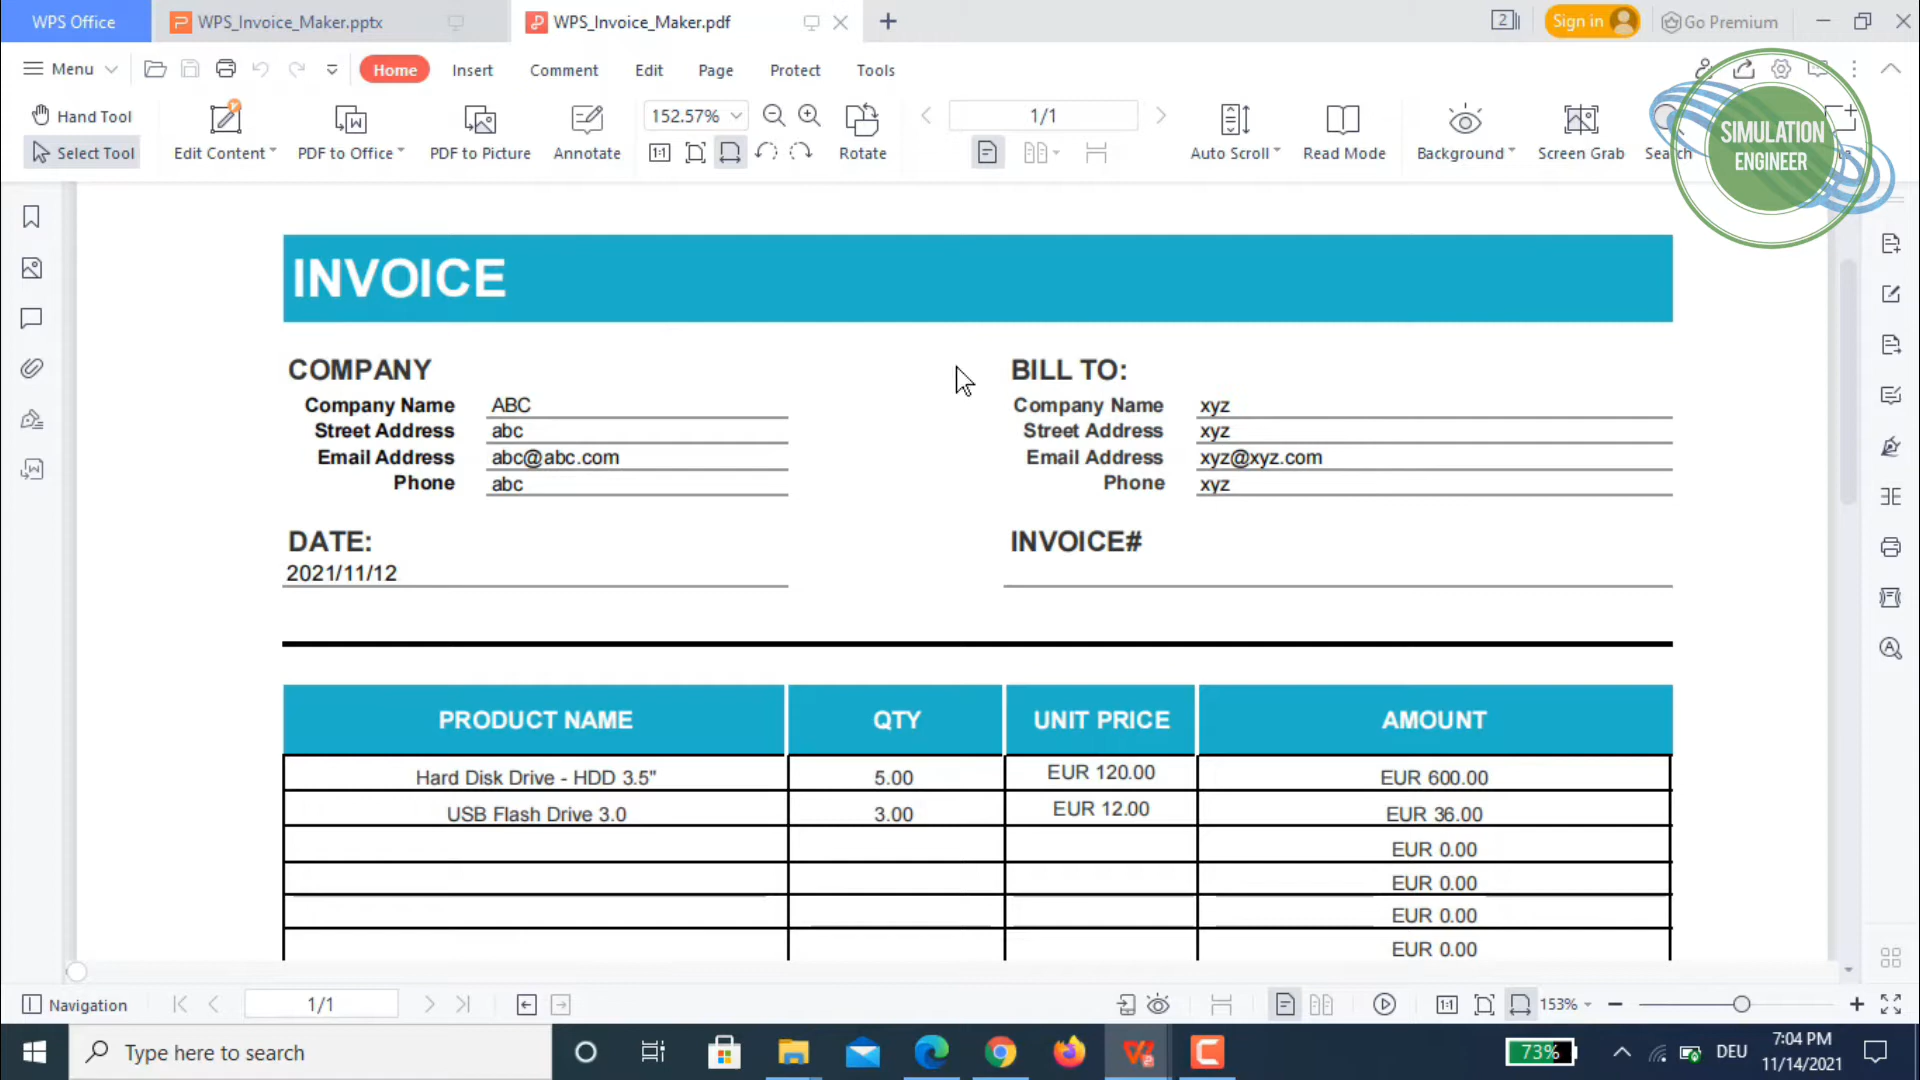 WPS Office WPS_Invoice_Maker.pptx WPS_Invoice_Maker.pdf 2 Sign in Go Premium
Menu Home Insert Comment Edit Page Protect Tools
Hand Tool 152.57% 1/1
Select Tool Edit Content PDF to Office PDF to Picture Annotate 1:1 Rotate Auto Scroll Read Mode Background Screen Grab Search
SIMULATION
ENGINEER
INVOICE
COMPANY BILL TO:
Company Name ABC Company Name xyz
Street Address abc Street Address xyz
Email Address abc@abc.com Email Address xyz@xyz.com
Phone abc Phone xyz
DATE: INVOICE#
2021/11/12
PRODUCT NAME QTY UNIT PRICE AMOUNT
Hard Disk Drive - HDD 3.5" 5.00 EUR 120.00 EUR 600.00
USB Flash Drive 3.0 3.00 EUR 12.00 EUR 36.00
EUR 0.00
EUR 0.00
EUR 0.00
EUR 0.00
Navigation 1/1 1:1 153%
Type here to search 73% DEU 7:04 PM
11/14/2021